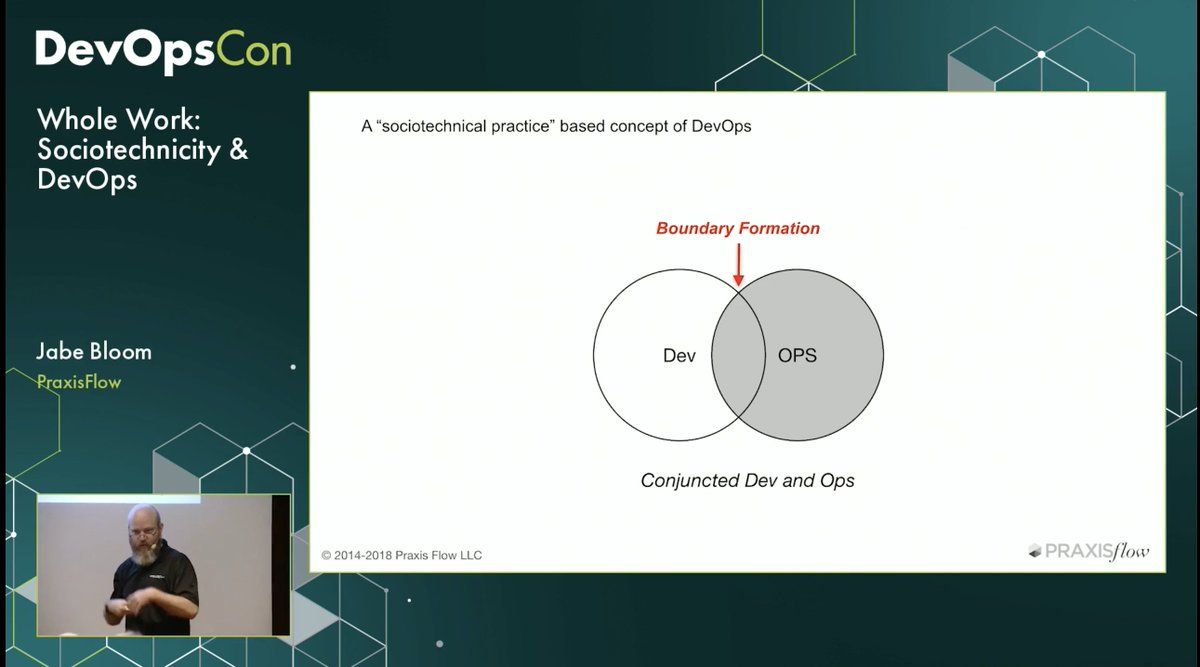 DevOpsCon
Whole Work:
Sociotechnicity &
DevOps
Jabe Bloom
PraxisFlow
A “sociotechnical practice” based concept of DevOps
Boundary Formation
Dev
OPS
Conjuncted Dev and Ops
© 2014-2018 Praxis Flow LLC
PRAXISflow